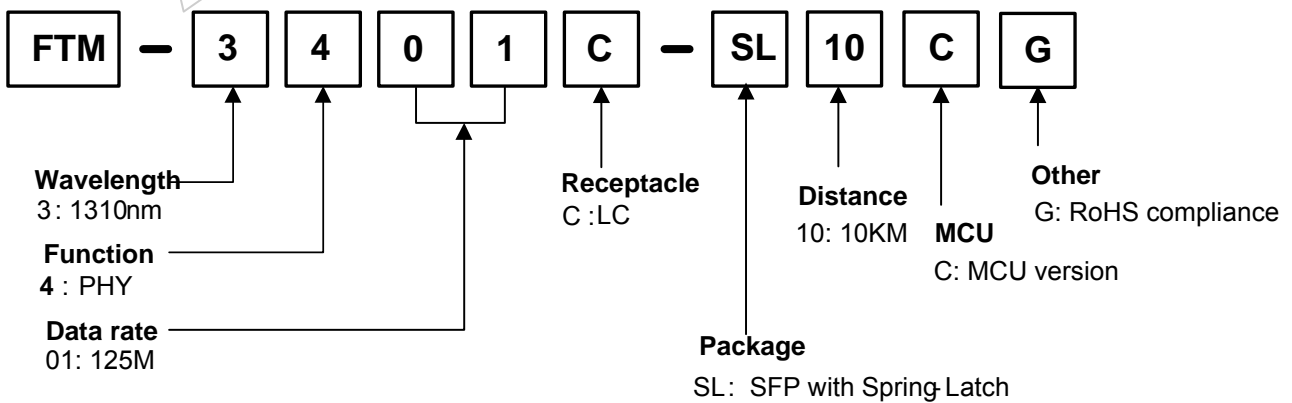 FTM – 3 4 0 1 C – SL 10 C G
Wavelength
3: 1310nm
Function
4 : PHY
Data rate
01: 125M
Receptacle
C :LC
Package
SL: SFP with Spring-Latch
Distance
10: 10KM
MCU
C: MCU version
Other
G: RoHS compliance